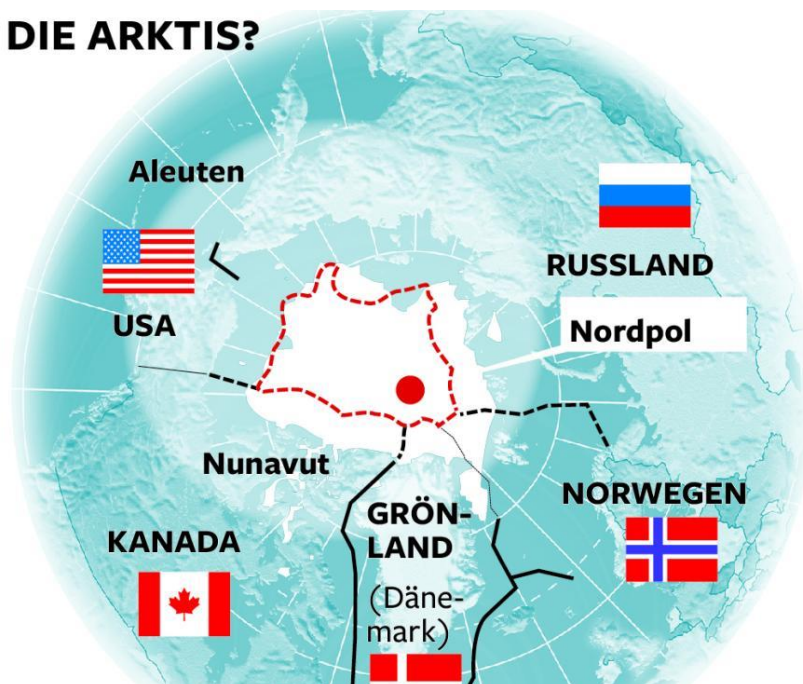 DIE ARKTIS?
Aleuten
USA
RUSSLAND
Nordpol
Nunavut
KANADA
GRÖN-
LAND
(Däne-
mark)
NORWEGEN